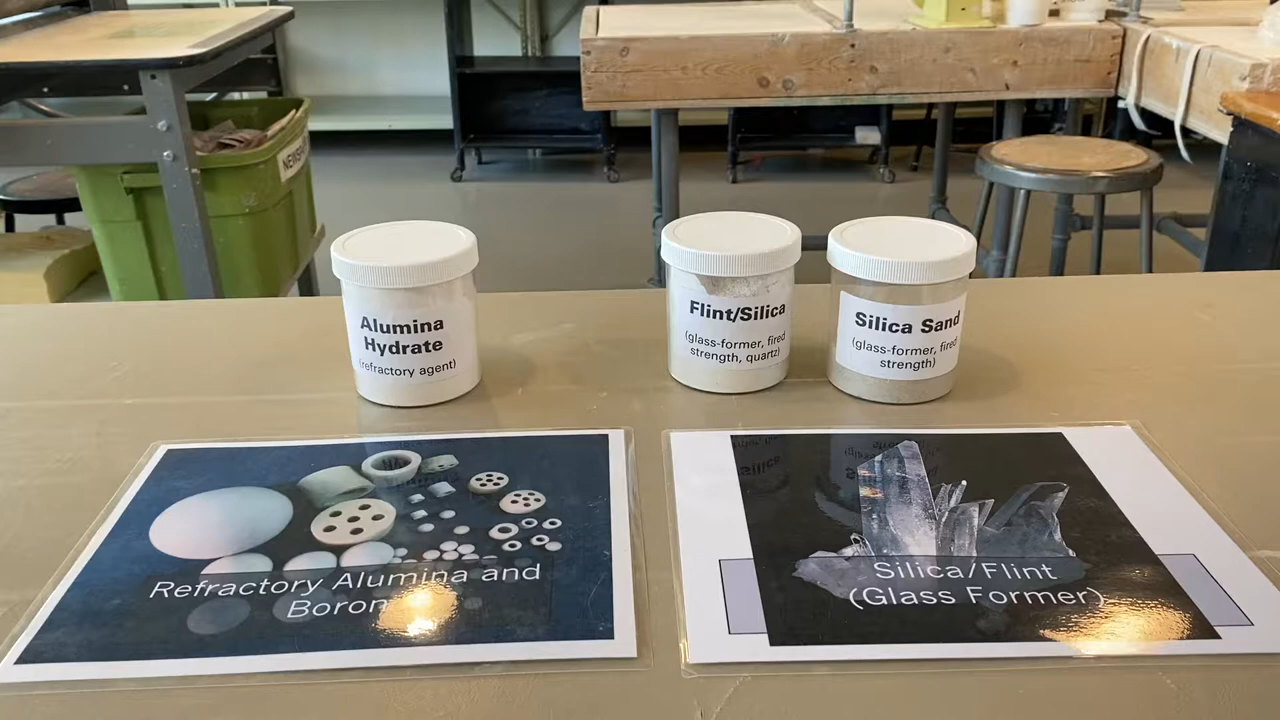 Alumina
Hydrate
(refractory agent)
Flint/Silica
(glass-former, fired
strength, quartz)
Silica Sand
(glass-former, fired
strength)
Refractory Alumina and
Boron
Silica/Flint
(Glass Former)